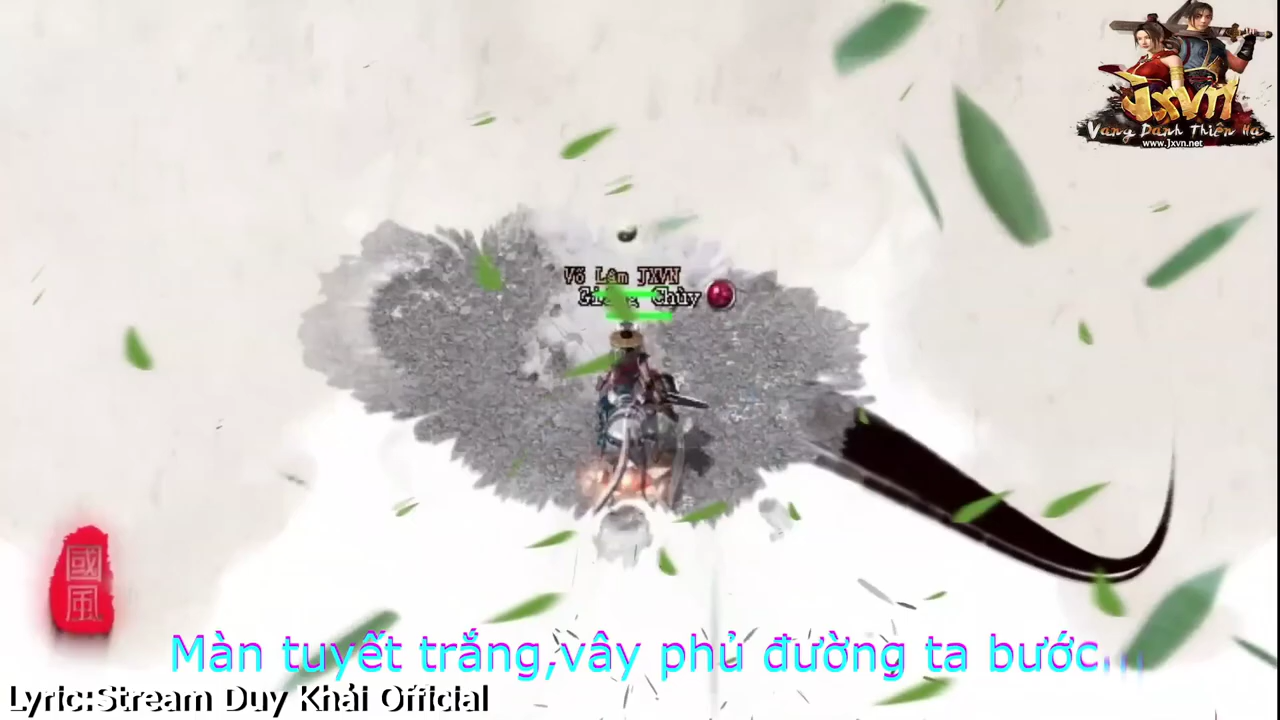 JXVN
Vang Danh Thiên Hạ
www.Jxvn.net
Võ Lâm JXVN
Chùy
國風
Màn tuyết trắng,vây phủ đường ta bước...
Lyric:Stream Duy Khải Official